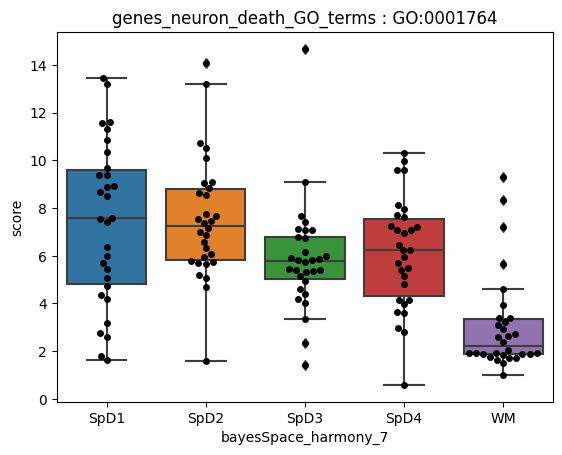 genes_neuron_death_GO_terms : GO:0001764
14
12
10
8
6
4
2
0
score
SpD1 SpD2 SpD3 SpD4 WM
bayesSpace_harmony_7